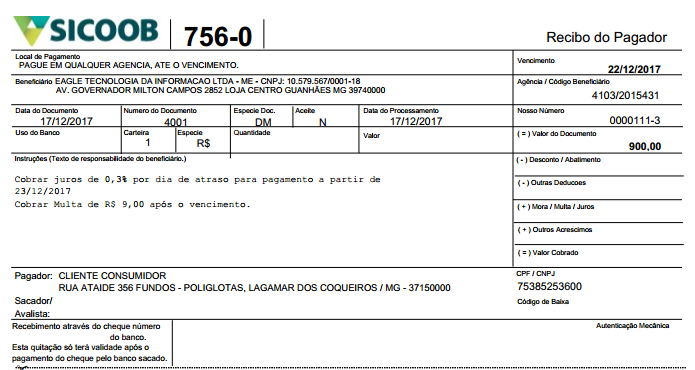 SICOOB
756-0
Recibo do Pagador
Local de Pagamento
PAGUE EM QUALQUER AGENCIA, ATE O VENCIMENTO.
Vencimento
22/12/2017
Beneficiário EAGLE TECNOLOGIA DA INFORMACAO LTDA - ME - CNPJ: 10.579.567/0001-18
AV. GOVERNADOR MILTON CAMPOS 2852 LOJA CENTRO GUANHÃES MG 39740000
Agência / Código Beneficiário
4103/2015431
Data do Documento
17/12/2017
Numero do Documento
4001
Especie Doc.
DM
Aceite
N
Data do Processamento
17/12/2017
Nosso Número
0000111-3
Uso do Banco
Carteira
1
Especie
R$
Quantidade
Valor
( = ) Valor do Documento
900,00
Instruções (Texto de responsabilidade do beneficiário.)
Cobrar juros de 0,3% por dia de atraso para pagamento a partir de
23/12/2017
Cobrar Multa de R$ 9,00 após o vencimento.
( - ) Desconto / Abatimento
( - ) Outras Deducoes
( + ) Mora / Multa / Juros
( + ) Outros Acrescimos
( = ) Valor Cobrado
Pagador: CLIENTE CONSUMIDOR
RUA ATAIDE 356 FUNDOS - POLIGLOTAS, LAGAMAR DOS COQUEIROS / MG - 37150000
CPF / CNPJ
75385253600
Código de Baixa
Sacador/
Avalista:
Recebimento através do cheque número
do banco.
Esta quitação só terá validade após o
pagamento do cheque pelo banco sacado.
Autenticação Mecânica